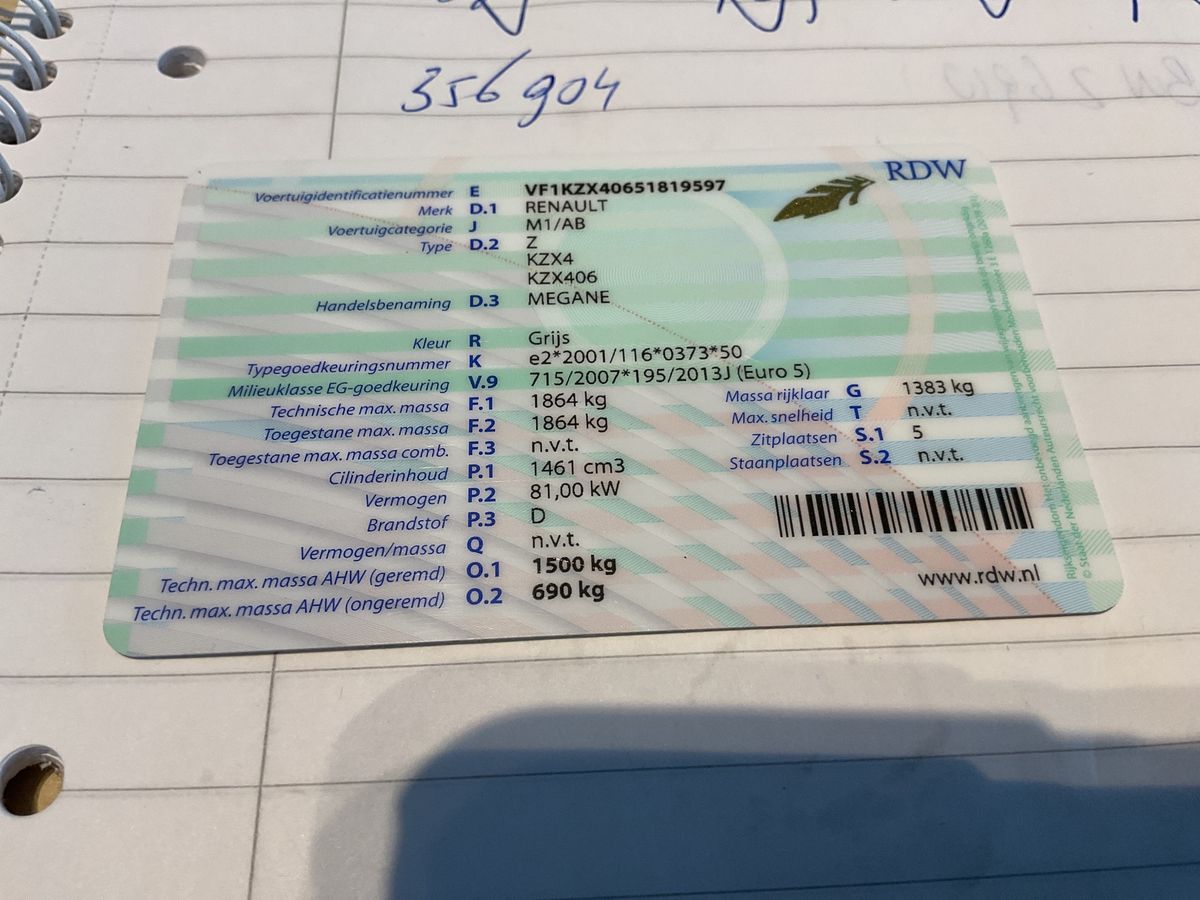 356904
RDW
Voertuigidentificatienummer E VF1KZX40651819597
Merk D.1 RENAULT
Voertuigcategorie J M1/AB
Type D.2 Z
KZX4
KZX406
Handelsbenaming D.3 MEGANE
Kleur R Grijs
Typegoedkeuringsnummer K e2*2001/116*0373*50
Milieuklasse EG-goedkeuring V.9 715/2007*195/2013J (Euro 5)
Technische max. massa F.1 1864 kg
Toegestane max. massa F.2 1864 kg
Toegestane max. massa comb. F.3 n.v.t.
Cilinderinhoud P.1 1461 cm3
Vermogen P.2 81,00 kW
Brandstof P.3 D
Vermogen/massa Q n.v.t.
Techn. max. massa AHW (geremd) O.1 1500 kg
Techn. max. massa AHW (ongeremd) O.2 690 kg
Massa rijklaar G 1383 kg
Max. snelheid T n.v.t.
Zitplaatsen S.1 5
Staanplaatsen S.2 n.v.t.
www.rdw.nl
© Staat der Nederlanden Auteursrecht voorbehouden